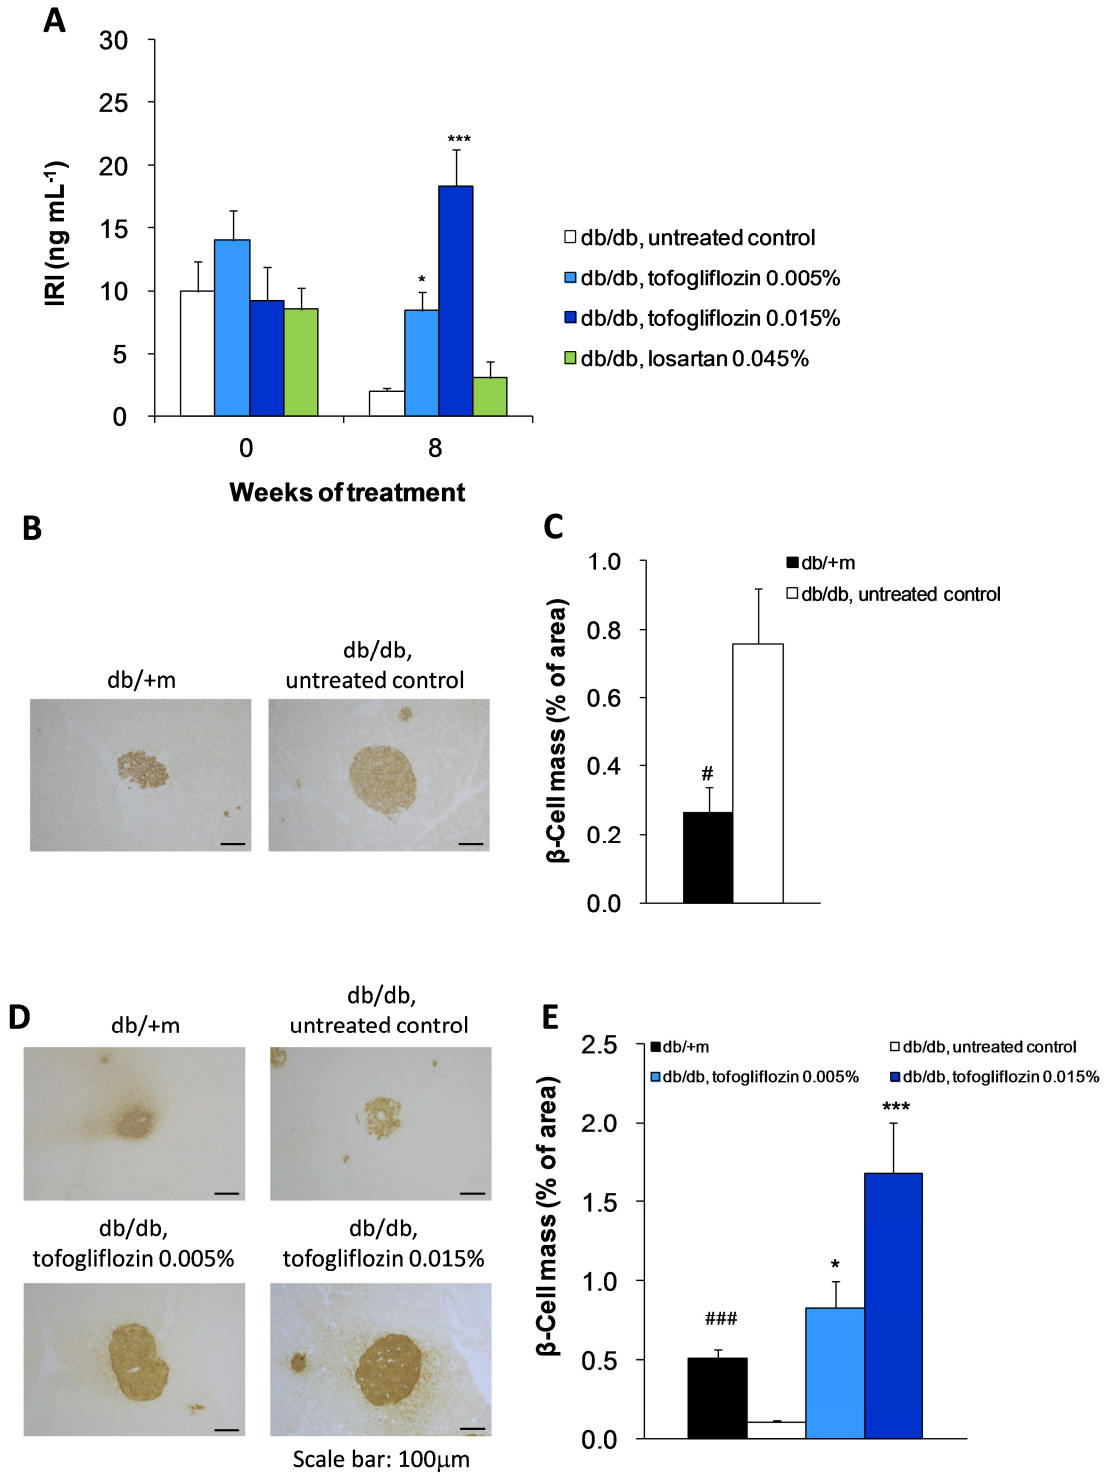 A
30
25
20
15
10
5
0
IRI (ng mL-1)
*
***
0
8
Weeks of treatment
db/db, untreated control
db/db, tofogliflozin 0.005%
db/db, tofogliflozin 0.015%
db/db, losartan 0.045%
B
db/+m
db/db,
untreated control
C
1.0
0.8
0.6
0.4
0.2
0.0
β-Cell mass (% of area)
#
db/+m
db/db, untreated control
D
db/+m
db/db,
untreated control
db/db,
tofogliflozin 0.005%
db/db,
tofogliflozin 0.015%
Scale bar: 100μm
E
2.5
2.0
1.5
1.0
0.5
0.0
β-Cell mass (% of area)
db/+m
db/db, untreated control
db/db, tofogliflozin 0.005%
db/db, tofogliflozin 0.015%
###
*
***